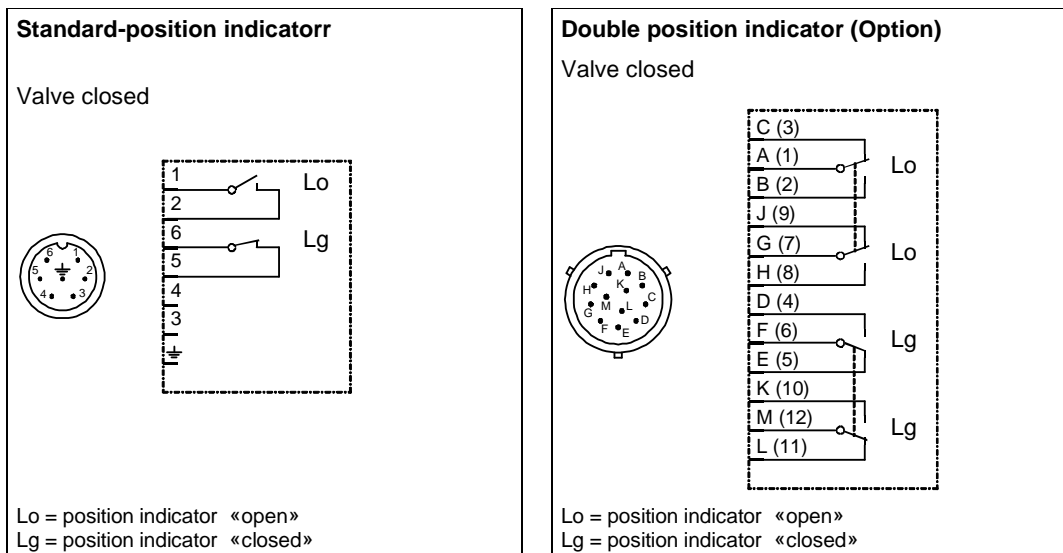 Standard-position indicatorr
Valve closed
1
Lo
2
6
Lg
5
4
3
6 1
5 2
4 3
Lo = position indicator «open»
Lg = position indicator «closed»
Double position indicator (Option)
Valve closed
C (3)
A (1)
Lo
B (2)
J (9)
G (7)
Lo
H (8)
D (4)
F (6)
Lg
E (5)
K (10)
M (12)
Lg
L (11)
J A
B
H K
C
M L
G
F E D
Lo = position indicator «open»
Lg = position indicator «closed»